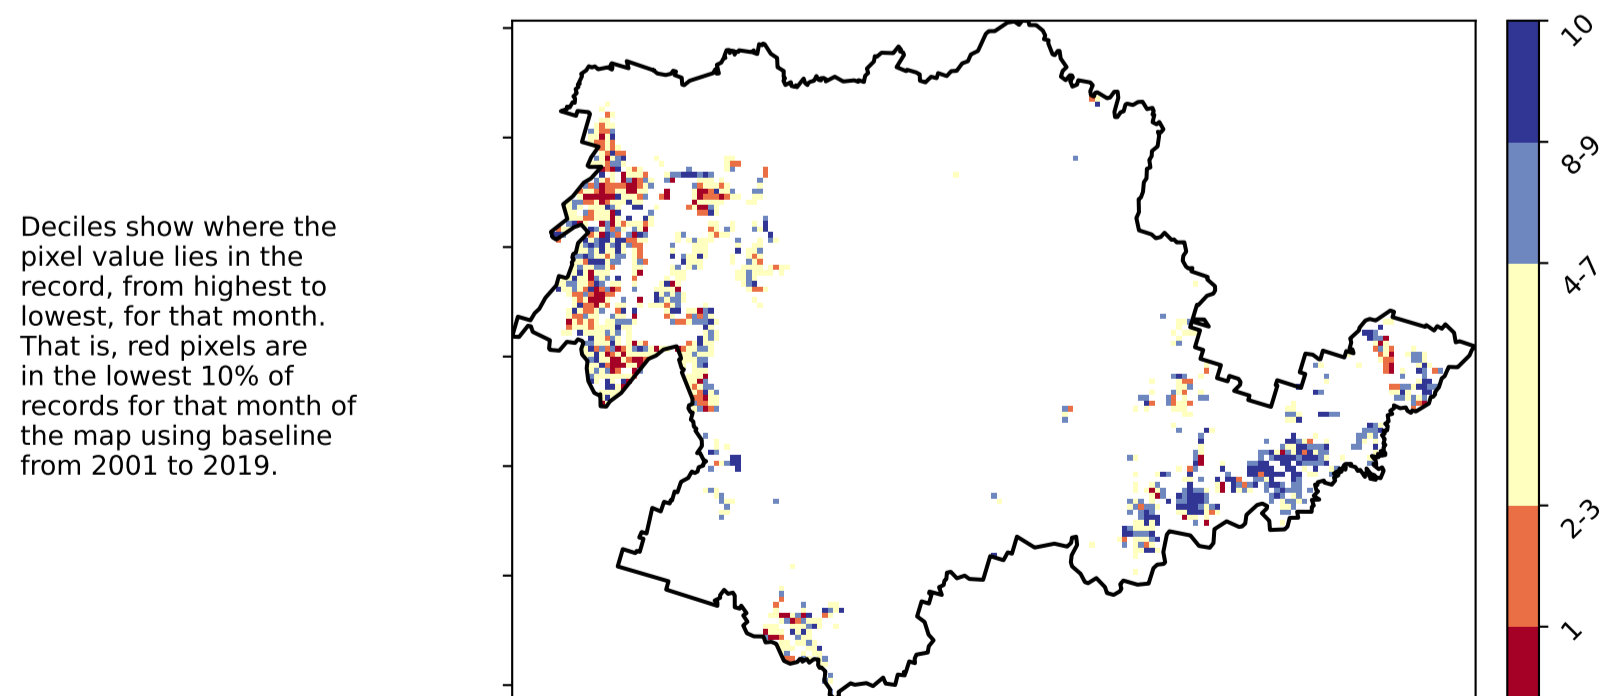 Deciles show where the
pixel value lies in the
record, from highest to
lowest, for that month.
That is, red pixels are
in the lowest 10% of
records for that month of
the map using baseline
from 2001 to 2019.
10
8-9
4-7
2-3
1